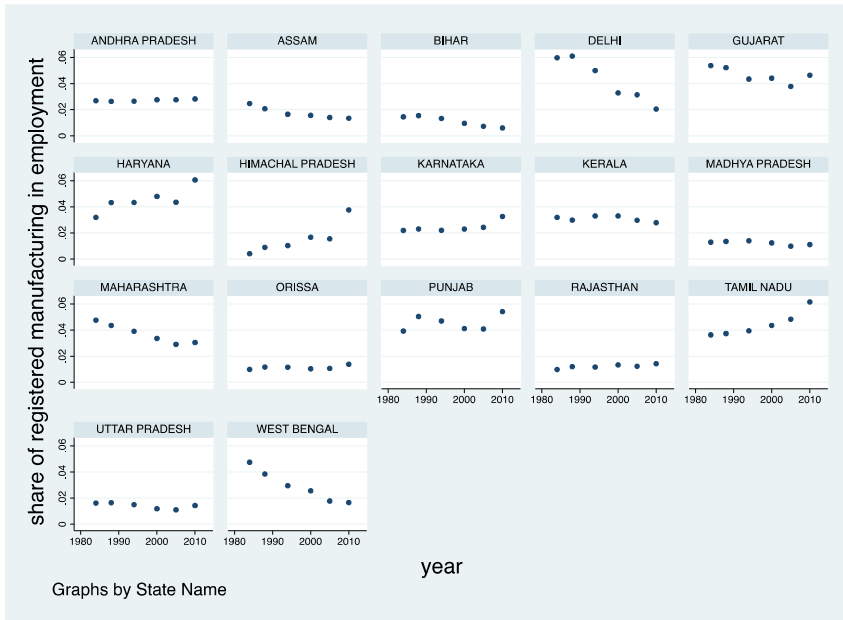 share of registered manufacturing in employment
ANDHRA PRADESH ASSAM BIHAR DELHI GUJARAT
.06
.04
.02
0
HARYANA HIMACHAL PRADESH KARNATAKA KERALA MADHYA PRADESH
.06
.04
.02
0
MAHARASHTRA ORISSA PUNJAB RAJASTHAN TAMIL NADU
.06
.04
.02
0
1980 1990 2000 2010 1980 1990 2000 2010 1980 1990 2000 2010
UTTAR PRADESH WEST BENGAL
.06
.04
.02
0
1980 1990 2000 2010 1980 1990 2000 2010
year
Graphs by State Name